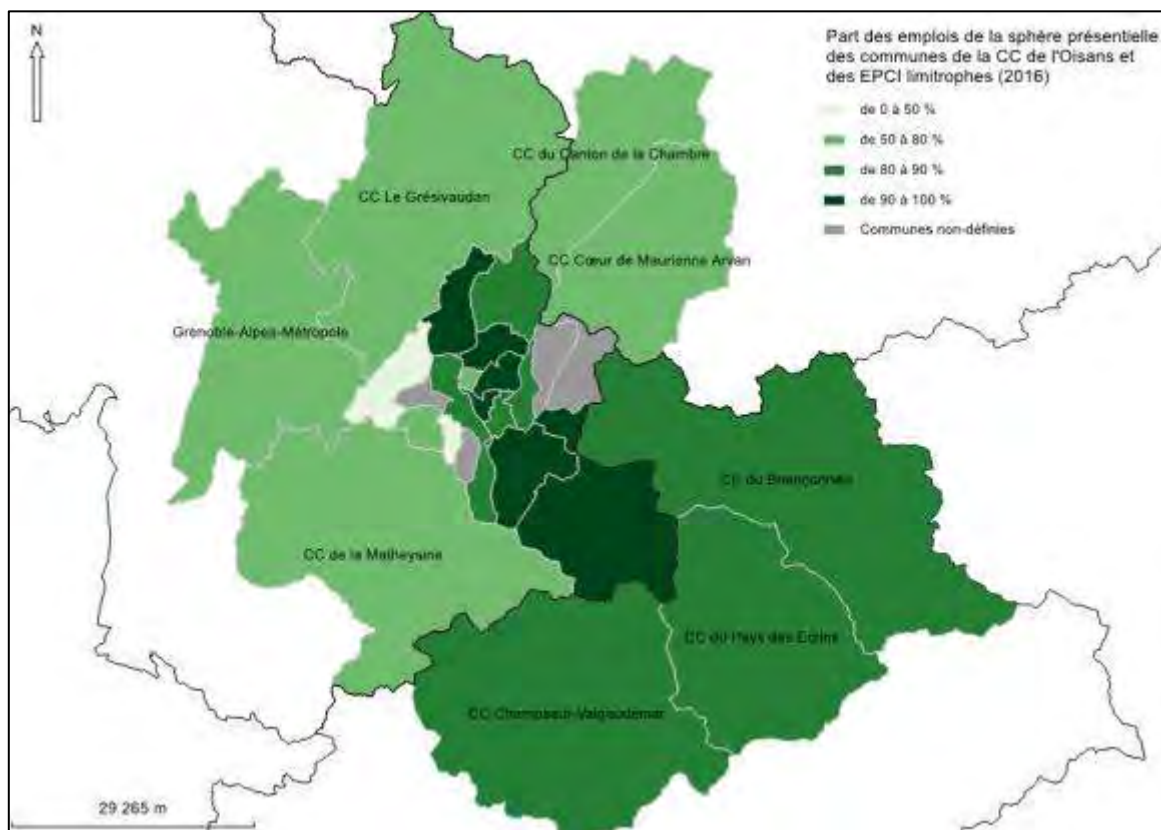 N
Part des emplois de la sphère présentielle
des communes de la CC de l'Oisans et
des EPCI limitrophes (2016)
de 0 à 50 %
de 50 à 80 %
de 80 à 90 %
de 90 à 100 %
Communes non-définies
CC du Canton de la Chambre
CC Le Grésivaudan
CC Cœur de Maurienne Arvan
Grenoble-Alpes-Métropole
CC du Briançonnais
CC de la Matheysine
CC du Pays des Ecrins
CC Champsaur-Valgaudemar
29 265 m